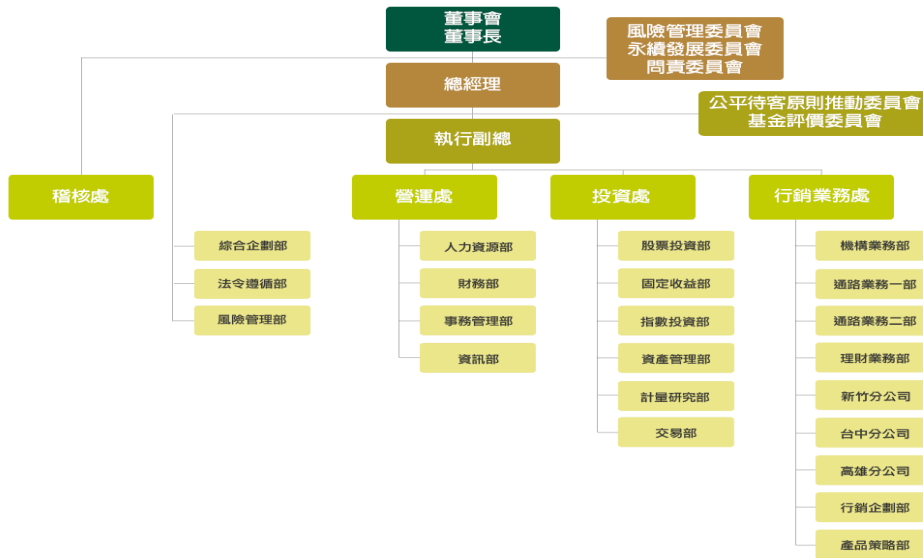 董事會
董事長
風險管理委員會
永續發展委員會
問責委員會
總經理
公平待客原則推動委員會
基金評價委員會
執行副總
稽核處
營運處
投資處
行銷業務處
綜合企劃部
法令遵循部
風險管理部
人力資源部
財務部
事務管理部
資訊部
股票投資部
固定收益部
指數投資部
資產管理部
計量研究部
交易部
機構業務部
通路業務一部
通路業務二部
理財業務部
新竹分公司
台中分公司
高雄分公司
行銷企劃部
產品策略部